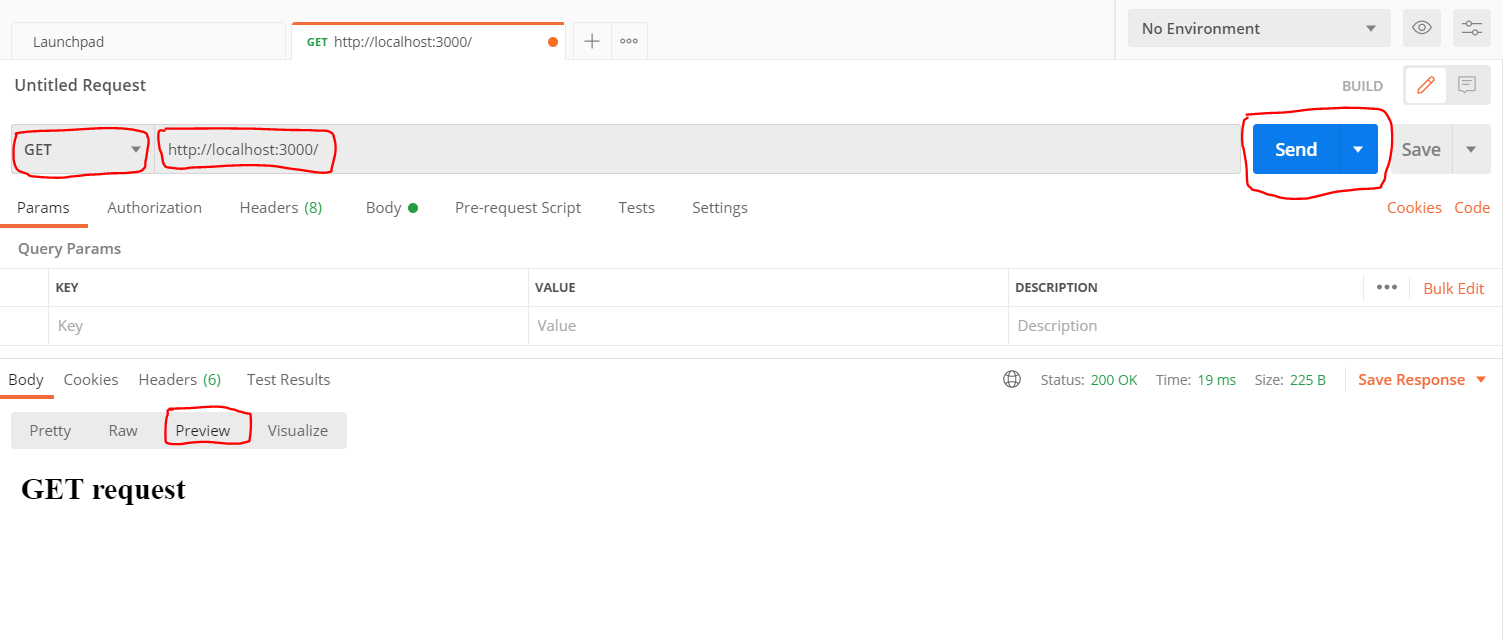 Launchpad GET http://localhost:3000/ No Environment
Untitled Request BUILD
GET http://localhost:3000/ Send Save
Params Authorization Headers (8) Body Pre-request Script Tests Settings Cookies Code
Query Params
KEY VALUE DESCRIPTION Bulk Edit
Key Value Description
Body Cookies Headers (6) Test Results Status: 200 OK Time: 19 ms Size: 225 B Save Response
Pretty Raw Preview Visualize
GET request